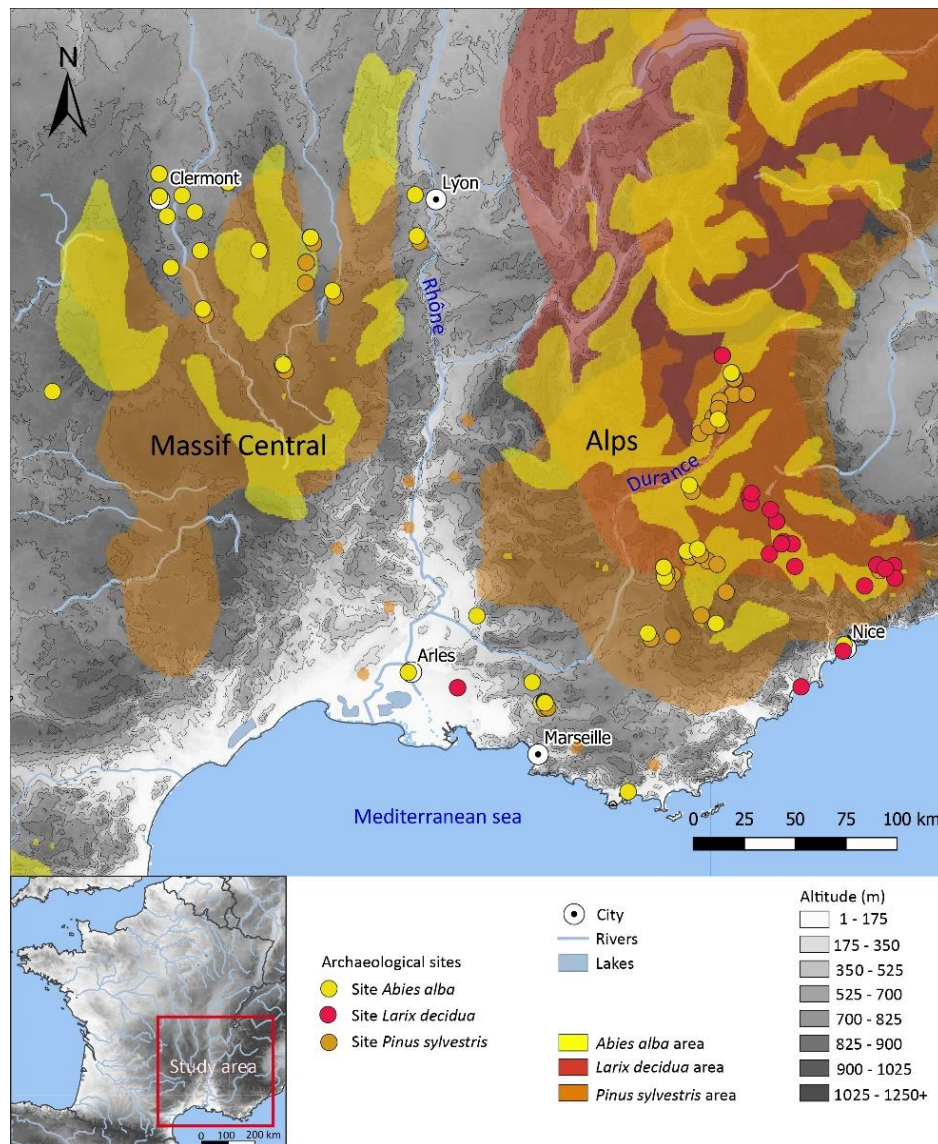 N
Clermont
Lyon
Rhône
Massif Central
Alps
Durance
Nice
Arles
Marseille
Mediterranean sea
0 25 50 75 100 km
Study area
0 100 200 km
Archaeological sites
Site Abies alba
Site Larix decidua
Site Pinus sylvestris
City
Rivers
Lakes
Abies alba area
Larix decidua area
Pinus sylvestris area
Altitude (m)
1 - 175
175 - 350
350 - 525
525 - 700
700 - 825
825 - 900
900 - 1025
1025 - 1250+